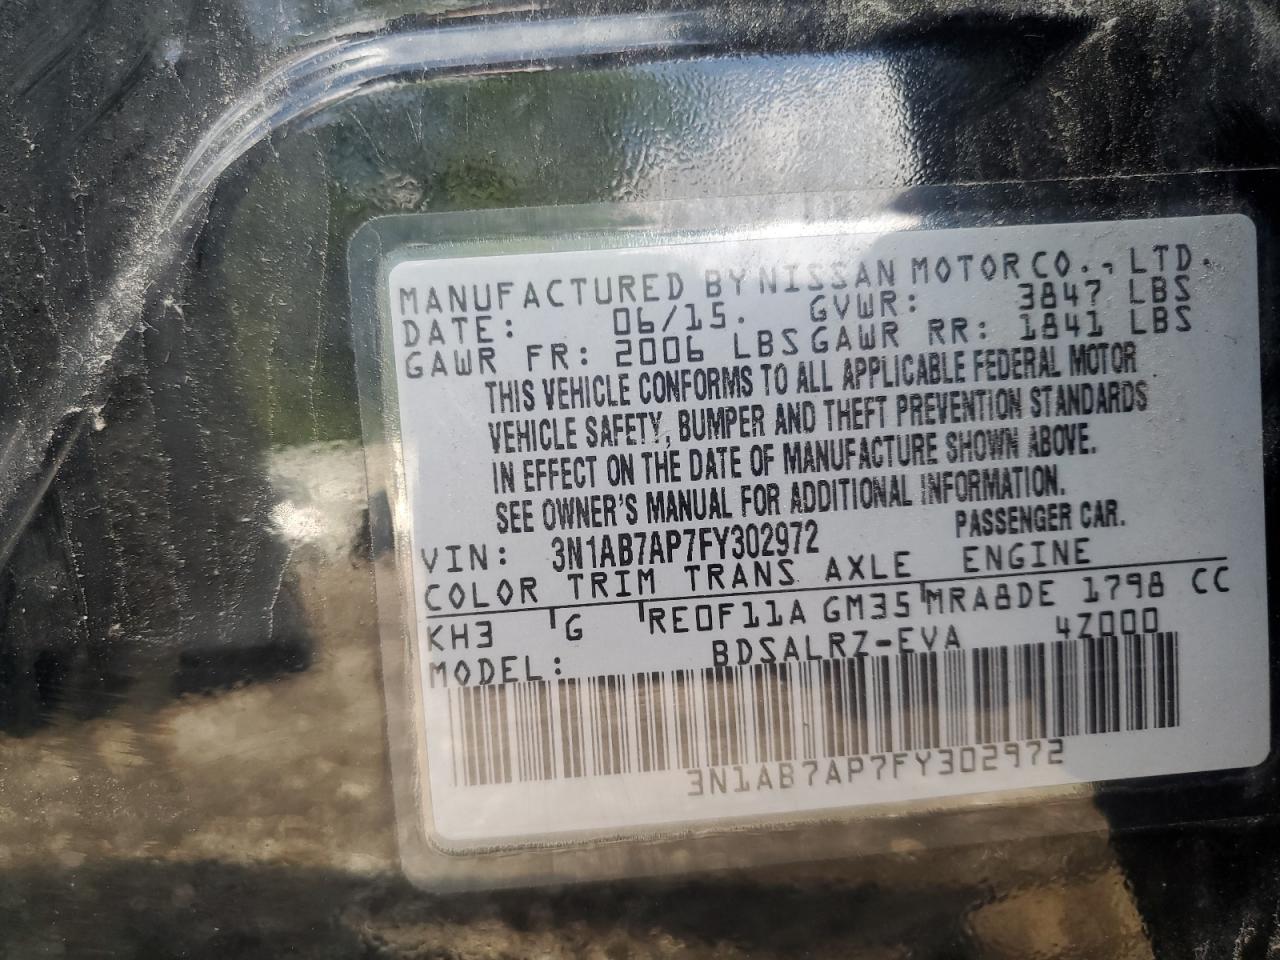 MANUFACTURED BY NISSAN MOTOR CO., LTD.
DATE: 06/15. GVWR: 3847 LBS
GAWR FR: 2006 LBS GAWR RR: 1841 LBS
THIS VEHICLE CONFORMS TO ALL APPLICABLE FEDERAL MOTOR
VEHICLE SAFETY, BUMPER AND THEFT PREVENTION STANDARDS
IN EFFECT ON THE DATE OF MANUFACTURE SHOWN ABOVE.
SEE OWNER'S MANUAL FOR ADDITIONAL INFORMATION.
VIN: 3N1AB7AP7FY302972 PASSENGER CAR.
COLOR TRIM TRANS AXLE ENGINE
KH3 G RE0F11A GM35 MRA8DE 1798 CC
MODEL: BDSALRZ-EVA 4Z000
3N1AB7AP7FY302972